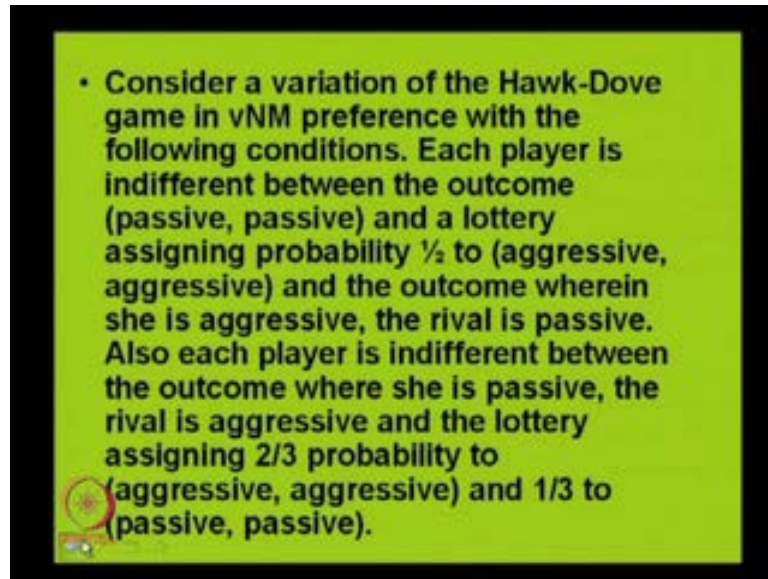 • Consider a variation of the Hawk-Dove
game in vNM preference with the
following conditions. Each player is
indifferent between the outcome
(passive, passive) and a lottery
assigning probability ½ to (aggressive,
aggressive) and the outcome wherein
she is aggressive, the rival is passive.
Also each player is indifferent between
the outcome where she is passive, the
rival is aggressive and the lottery
assigning 2/3 probability to
(aggressive, aggressive) and 1/3 to
(passive, passive).